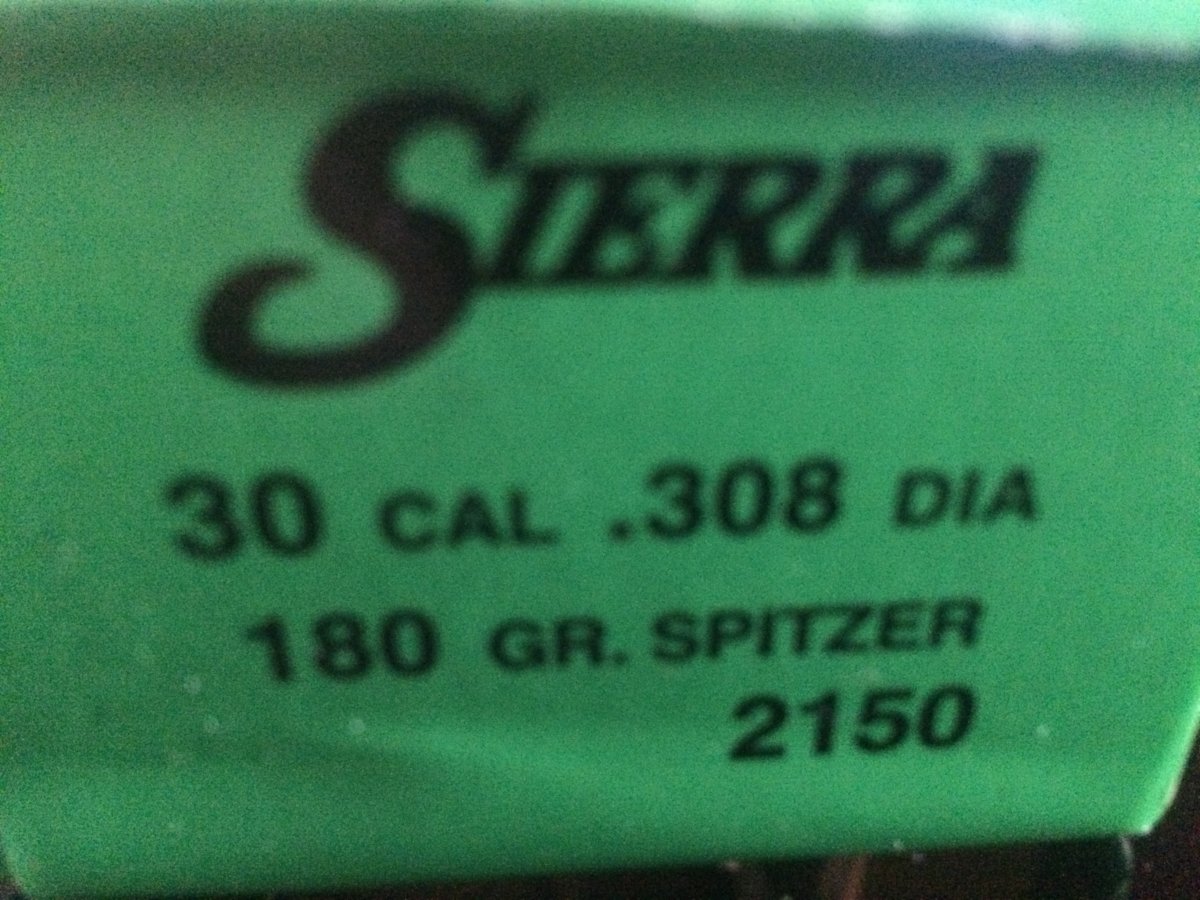 SIERRA
30 CAL .308 DIA
180 GR. SPITZER
2150